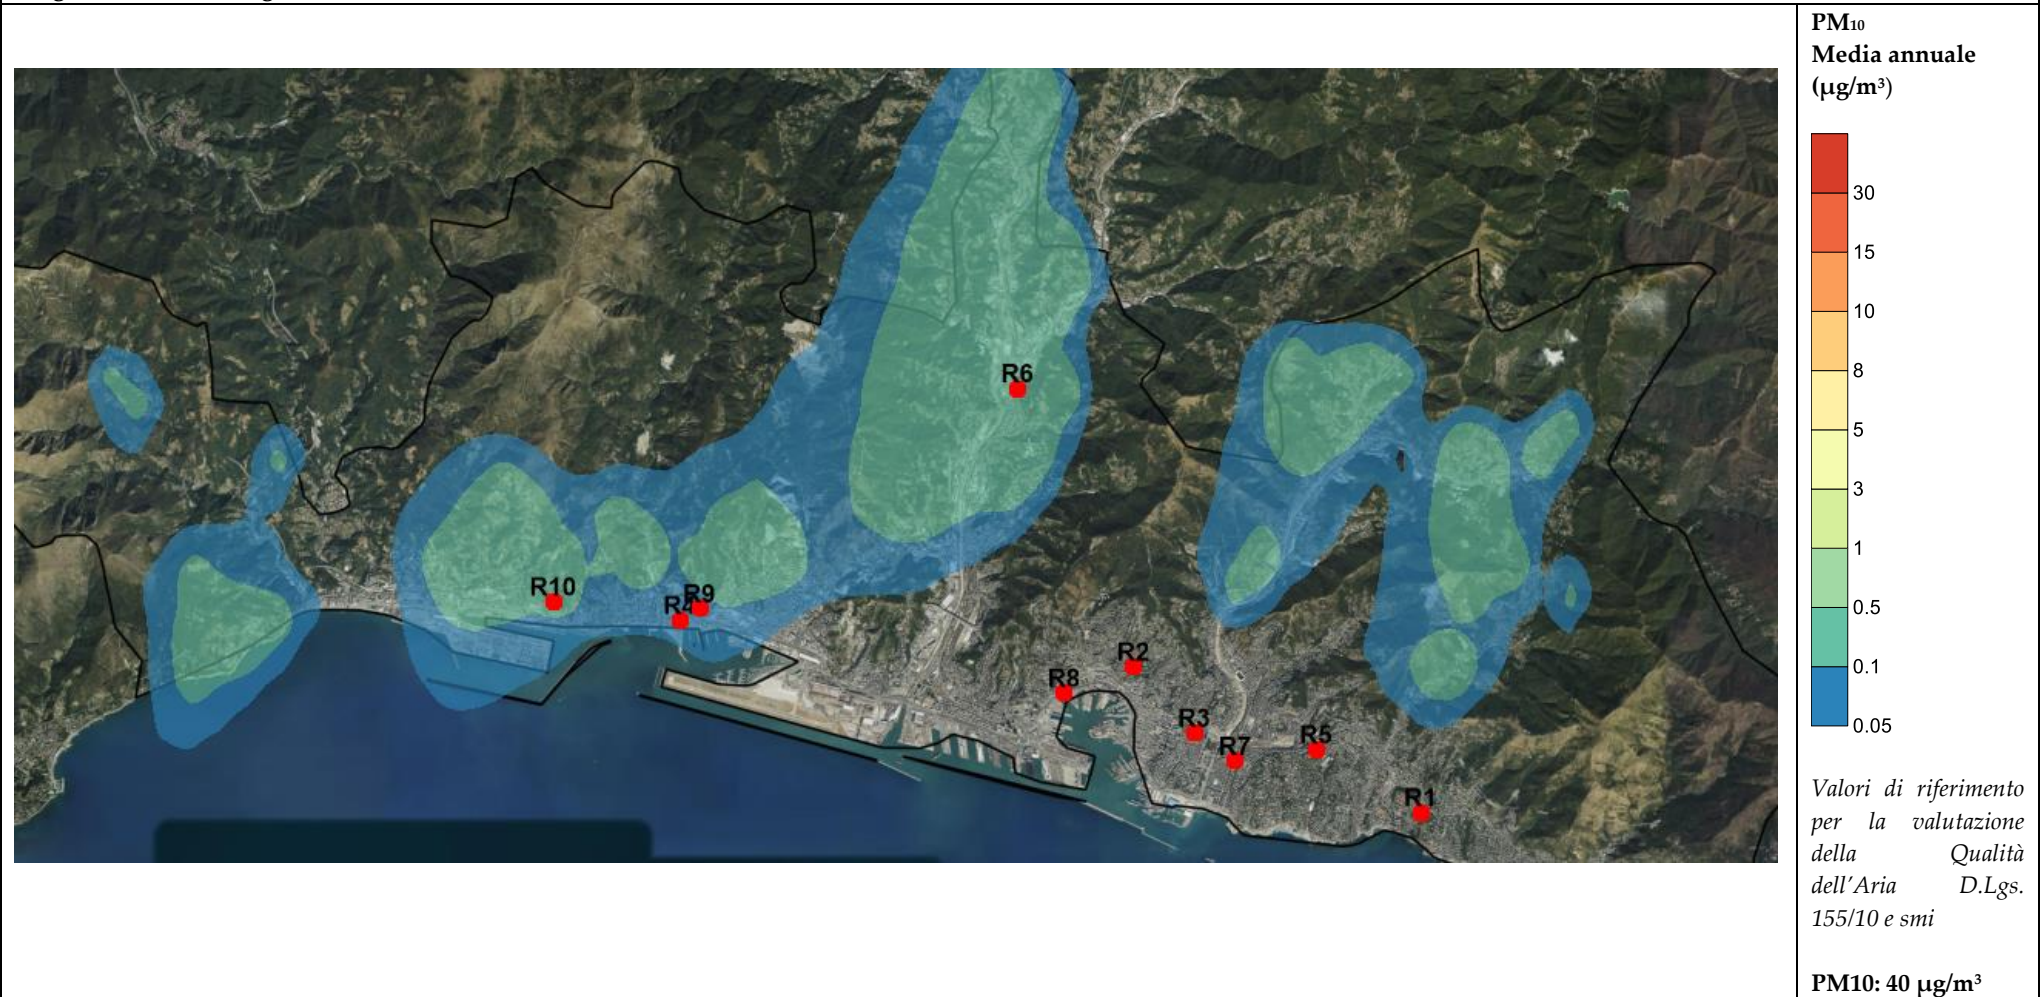 PM₁₀
Media annuale
(µg/m³)
30
15
10
8
5
3
1
0.5
0.1
0.05
R6
R10
R9
R4
R2
R8
R3
R7
R5
R1
Valori di riferimento
per la valutazione
della Qualità
dell'Aria D.Lgs.
155/10 e smi
PM10: 40 µg/m³